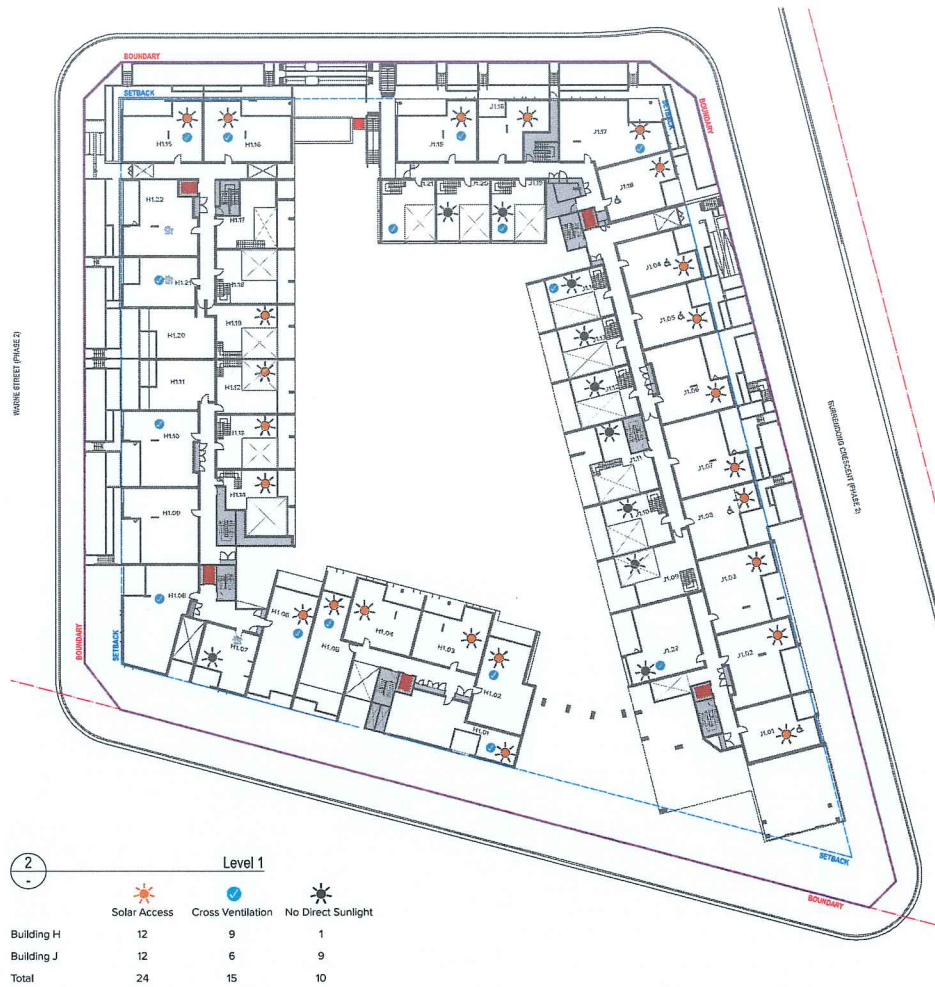 BOUNDARY
SETBACK
BOUNDARY
SETBACK
H1.15
H1.16
J1.15
J1.16
J1.17
J1.18
H1.22
H1.17
J1.20
H1.21
H1.18
J1.04
H1.20
H1.19
J1.05
WARNE STREET (PHASE 2)
H1.11
H1.12
J1.06
BURRENDONG CRESCENT (PHASE 2)
H1.10
H1.13
J1.11
J1.07
H1.14
H1.09
J1.10
J1.08
H1.08
J1.09
J1.03
H1.07
H1.06
H1.05
H1.04
H1.03
H1.02
H1.01
J1.22
J1.02
J1.01
BOUNDARY
SETBACK
SETBACK
BOUNDARY
2
-
Level 1
Solar Access Cross Ventilation No Direct Sunlight
Building H 12 9 1
Building J 12 6 9
Total 24 15 10